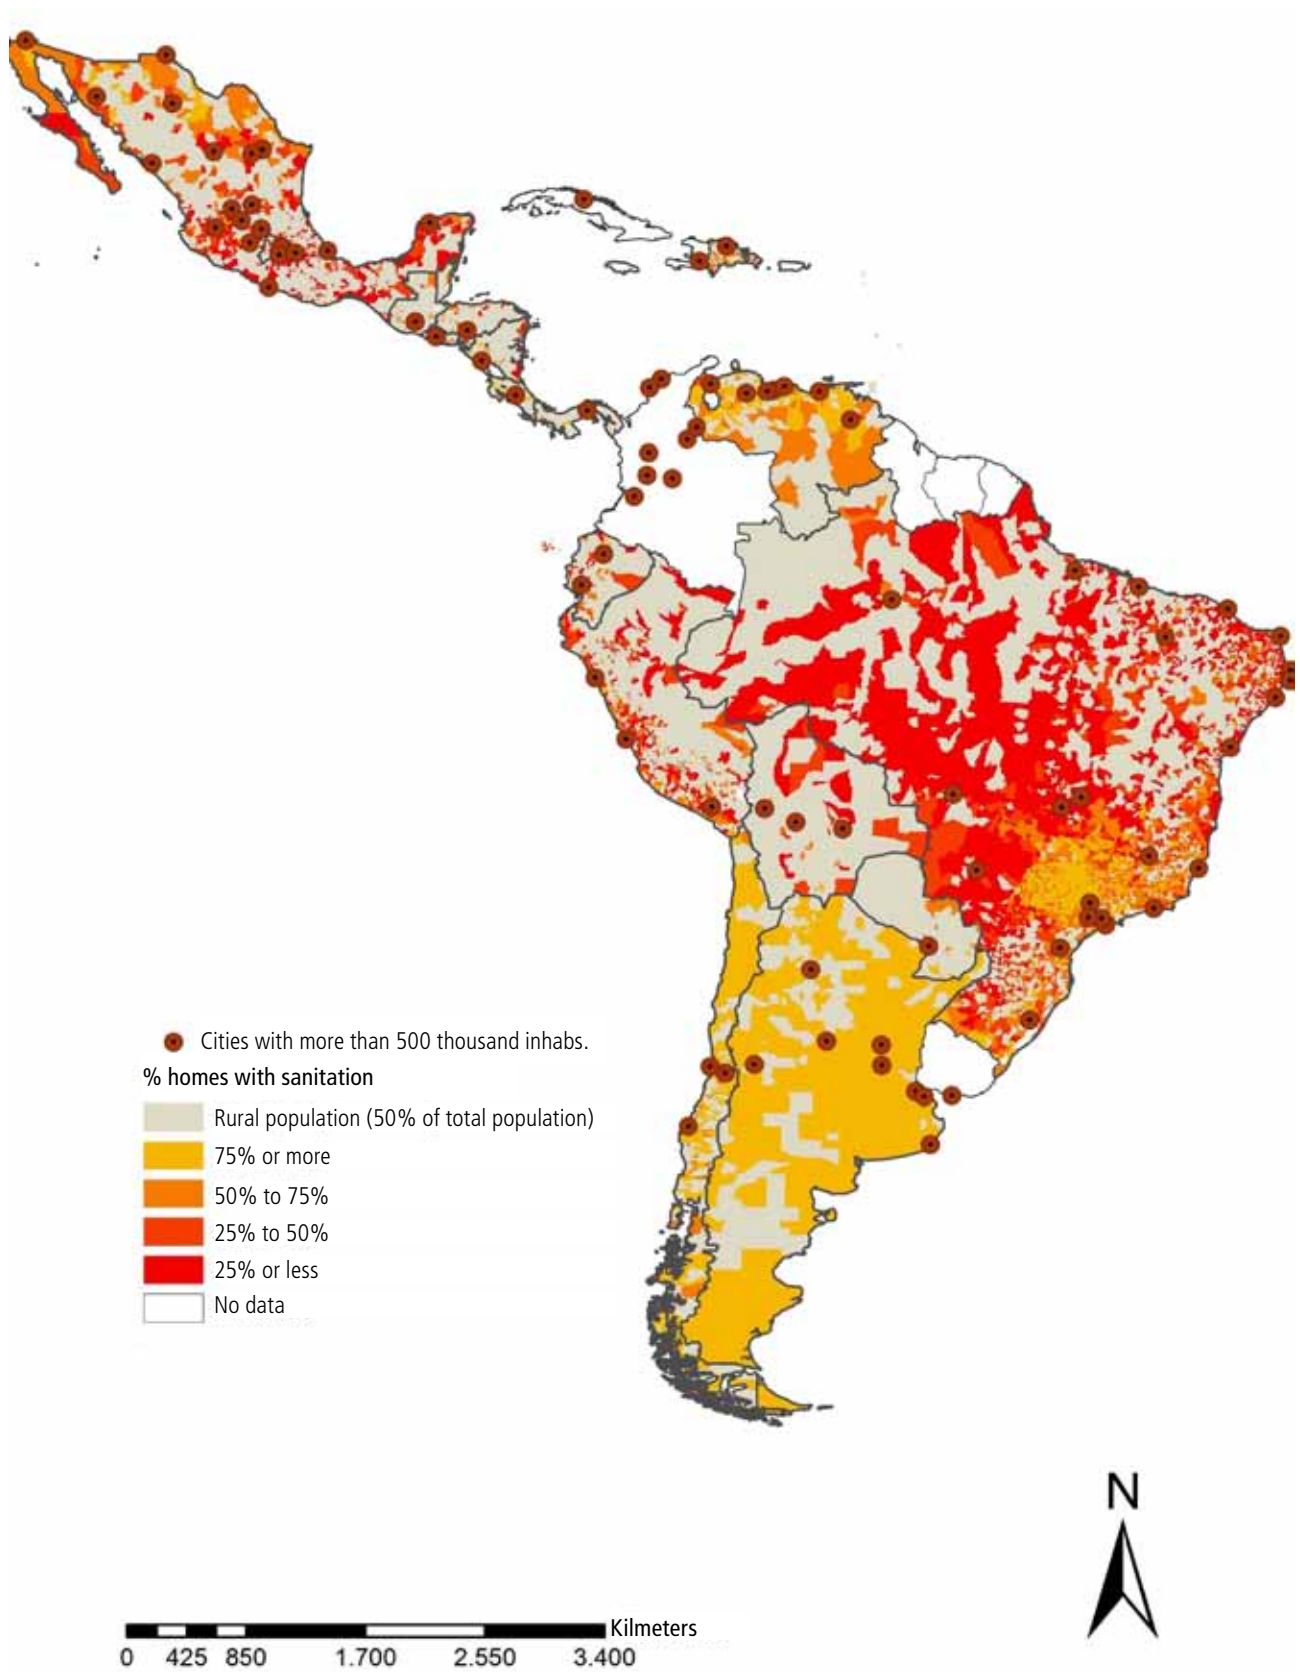 Cities with more than 500 thousand inhabs.
% homes with sanitation
Rural population (50% of total population)
75% or more
50% to 75%
25% to 50%
25% or less
No data
N
Kilmeters
0 425 850 1.700 2.550 3.400